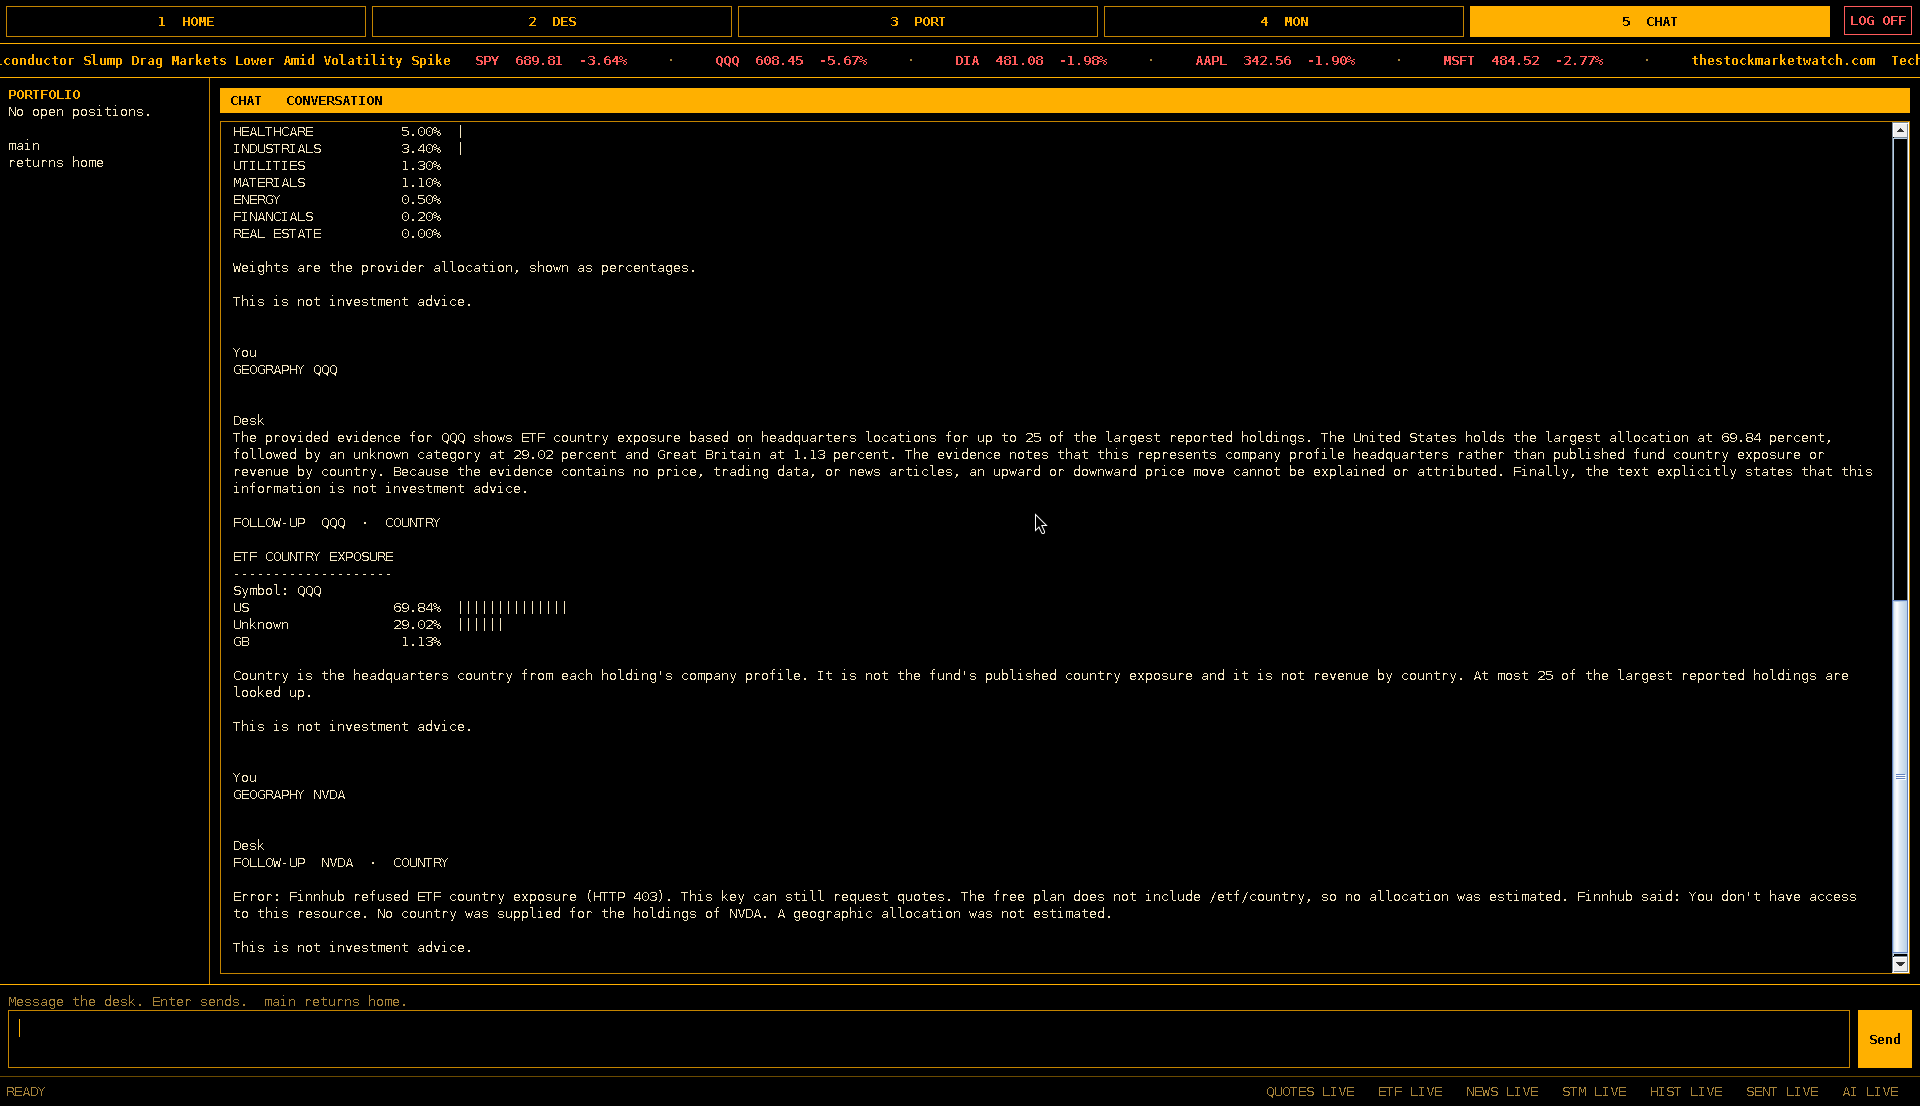 1 HOME
2 DES
3 PORT
4 MON
5 CHAT
LOG OFF
conductor Slump Drag Markets Lower Amid Volatility Spike SPY 689.81 -3.64% · QQQ 608.45 -5.67% · DIA 481.08 -1.98% · AAPL 342.56 -1.90% · MSFT 484.52 -2.77% · thestockmarketwatch.com Tech
PORTFOLIO
No open positions.
main
returns home
CHAT CONVERSATION
HEALTHCARE 5.00% |
INDUSTRIALS 3.40% |
UTILITIES 1.30%
MATERIALS 1.10%
ENERGY 0.50%
FINANCIALS 0.20%
REAL ESTATE 0.00%
Weights are the provider allocation, shown as percentages.
This is not investment advice.
You
GEOGRAPHY QQQ
Desk
The provided evidence for QQQ shows ETF country exposure based on headquarters locations for up to 25 of the largest reported holdings. The United States holds the largest allocation at 69.84 percent,
followed by an unknown category at 29.02 percent and Great Britain at 1.13 percent. The evidence notes that this represents company profile headquarters rather than published fund country exposure or
revenue by country. Because the evidence contains no price, trading data, or news articles, an upward or downward price move cannot be explained or attributed. Finally, the text explicitly states that this
information is not investment advice.
FOLLOW-UP QQQ · COUNTRY
ETF COUNTRY EXPOSURE
--------------------
Symbol: QQQ
US 69.84% ||||||||||||||
Unknown 29.02% ||||||
GB 1.13%
Country is the headquarters country from each holding's company profile. It is not the fund's published country exposure and it is not revenue by country. At most 25 of the largest reported holdings are
looked up.
This is not investment advice.
You
GEOGRAPHY NVDA
Desk
FOLLOW-UP NVDA · COUNTRY
Error: Finnhub refused ETF country exposure (HTTP 403). This key can still request quotes. The free plan does not include /etf/country, so no allocation was estimated. Finnhub said: You don't have access
to this resource. No country was supplied for the holdings of NVDA. A geographic allocation was not estimated.
This is not investment advice.
Message the desk. Enter sends. main returns home.
Send
READY
QUOTES LIVE ETF LIVE NEWS LIVE STM LIVE HIST LIVE SENT LIVE AI LIVE